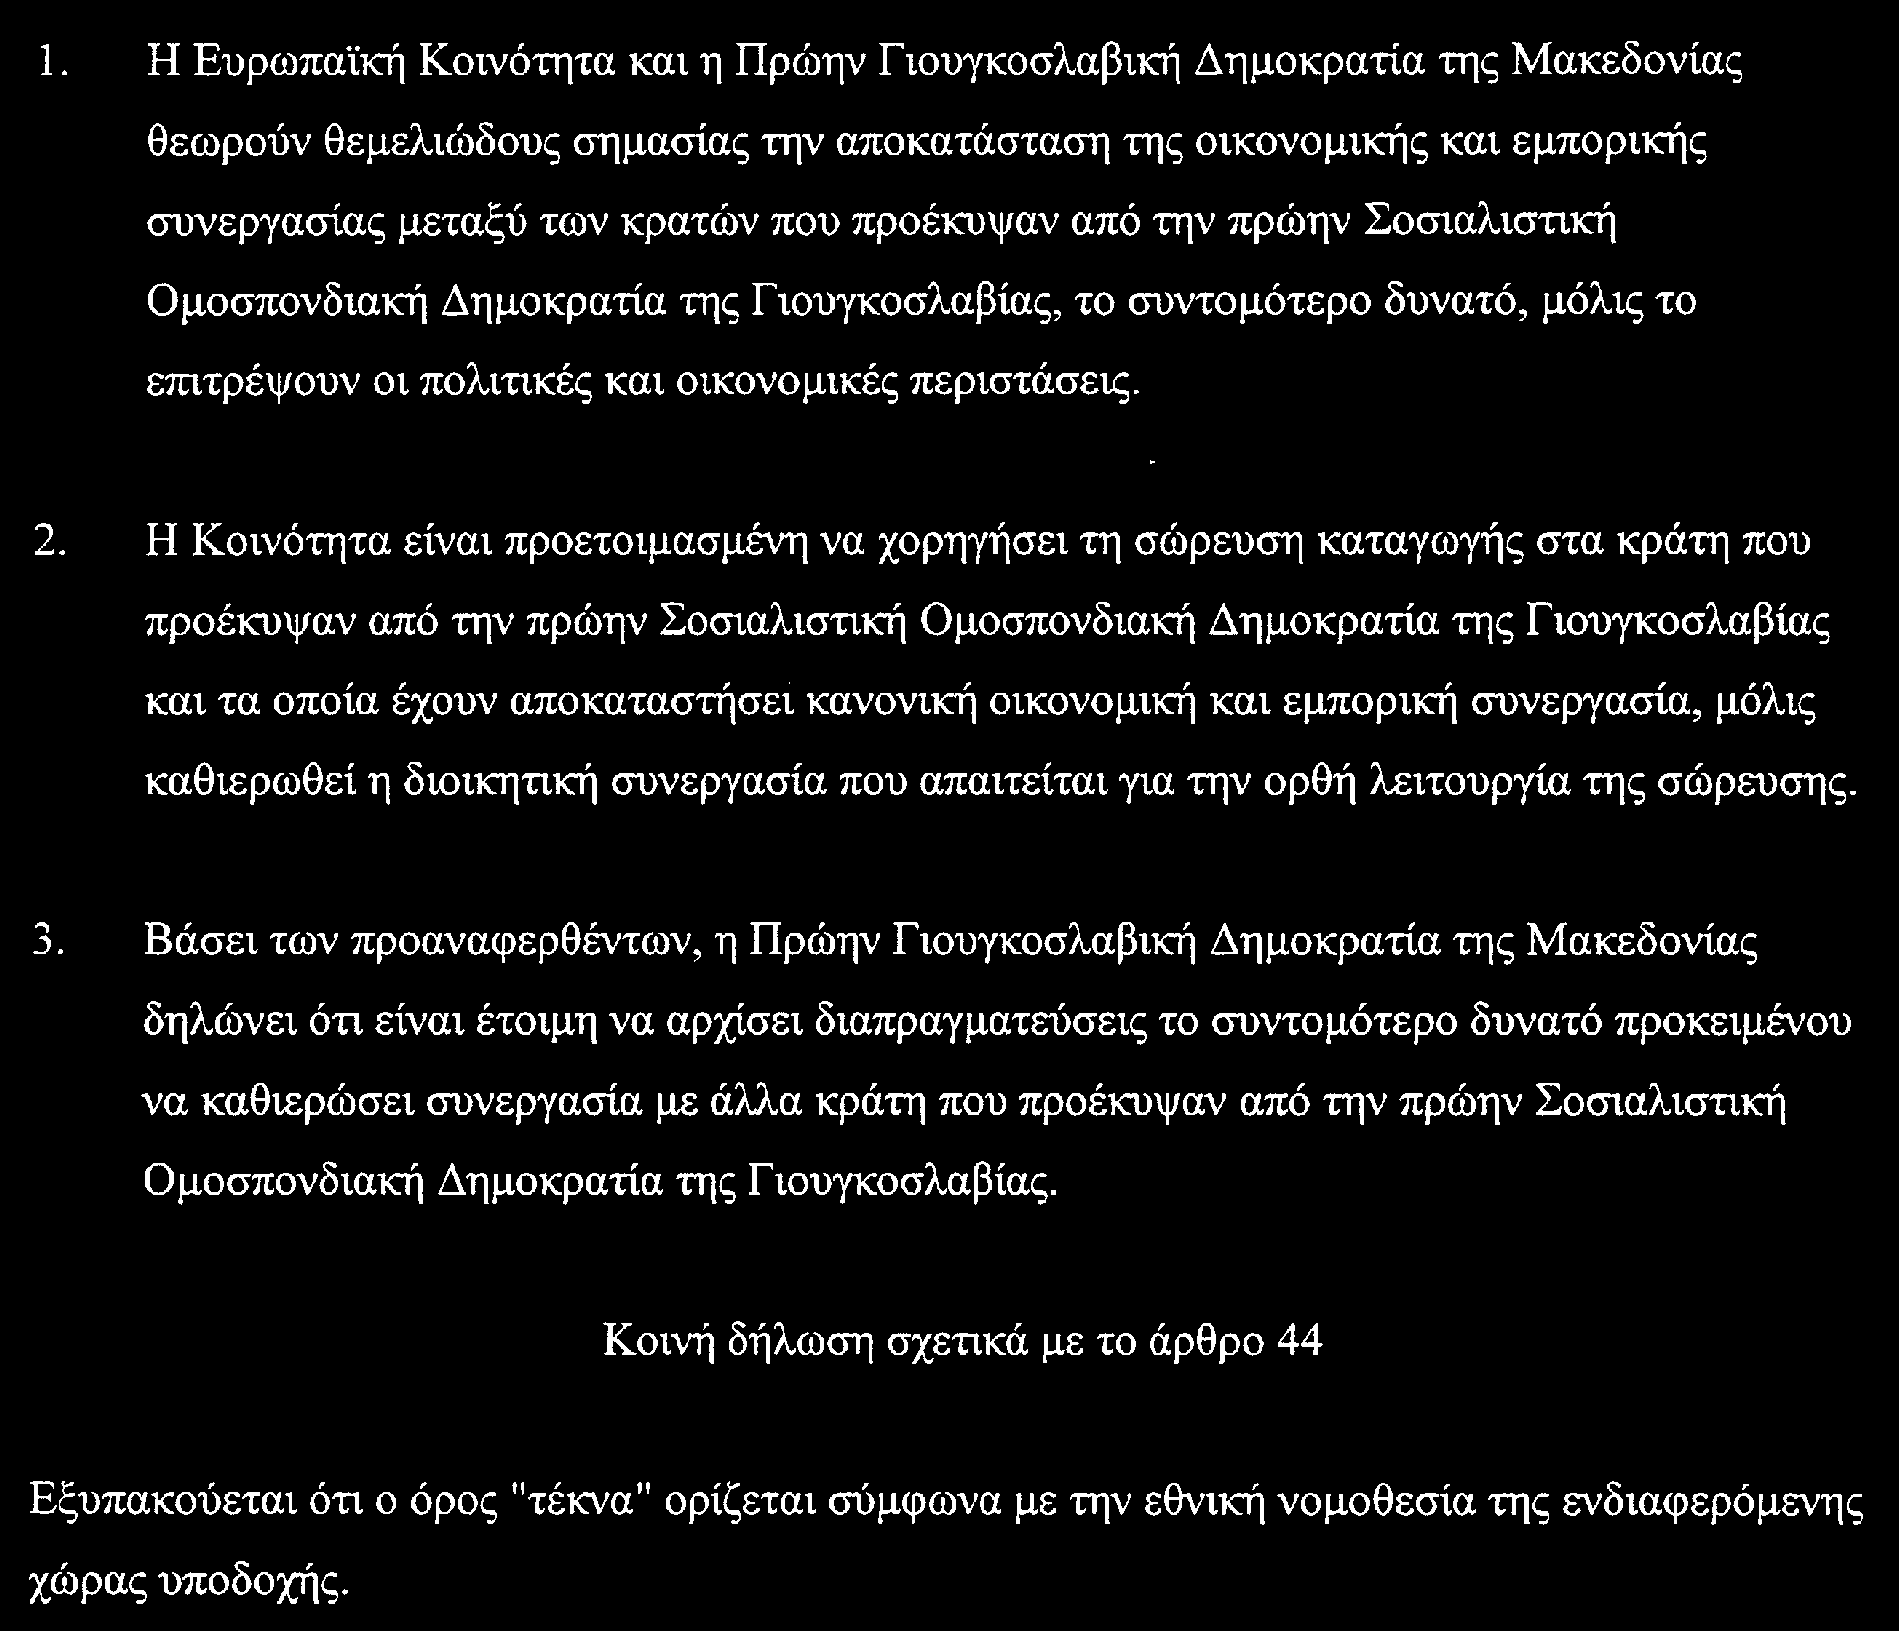 1. Η Ευρωπαϊκή Κοινότητα και η Πρώην Γιουγκοσλαβική Δημοκρατία της Μακεδονίας
θεωρούν θεμελιώδους σημασίας την αποκατάσταση της οικονομικής και εμπορικής
συνεργασίας μεταξύ των κρατών που προέκυψαν από την πρώην Σοσιαλιστική
Ομοσπονδιακή Δημοκρατία της Γιουγκοσλαβίας, το συντομότερο δυνατό, μόλις το
επιτρέψουν οι πολιτικές και οικονομικές περιστάσεις.
2. Η Κοινότητα είναι προετοιμασμένη να χορηγήσει τη σώρευση καταγωγής στα κράτη που
προέκυψαν από την πρώην Σοσιαλιστική Ομοσπονδιακή Δημοκρατία της Γιουγκοσλαβίας
και τα οποία έχουν αποκαταστήσει κανονική οικονομική και εμπορική συνεργασία, μόλις
καθιερωθεί η διοικητική συνεργασία που απαιτείται για την ορθή λειτουργία της σώρευσης.
3. Βάσει των προαναφερθέντων, η Πρώην Γιουγκοσλαβική Δημοκρατία της Μακεδονίας
δηλώνει ότι είναι έτοιμη να αρχίσει διαπραγματεύσεις το συντομότερο δυνατό προκειμένου
να καθιερώσει συνεργασία με άλλα κράτη που προέκυψαν από την πρώην Σοσιαλιστική
Ομοσπονδιακή Δημοκρατία της Γιουγκοσλαβίας.
Κοινή δήλωση σχετικά με το άρθρο 44
Εξυπακούεται ότι ο όρος "τέκνα" ορίζεται σύμφωνα με την εθνική νομοθεσία της ενδιαφερόμενης
χώρας υποδοχής.